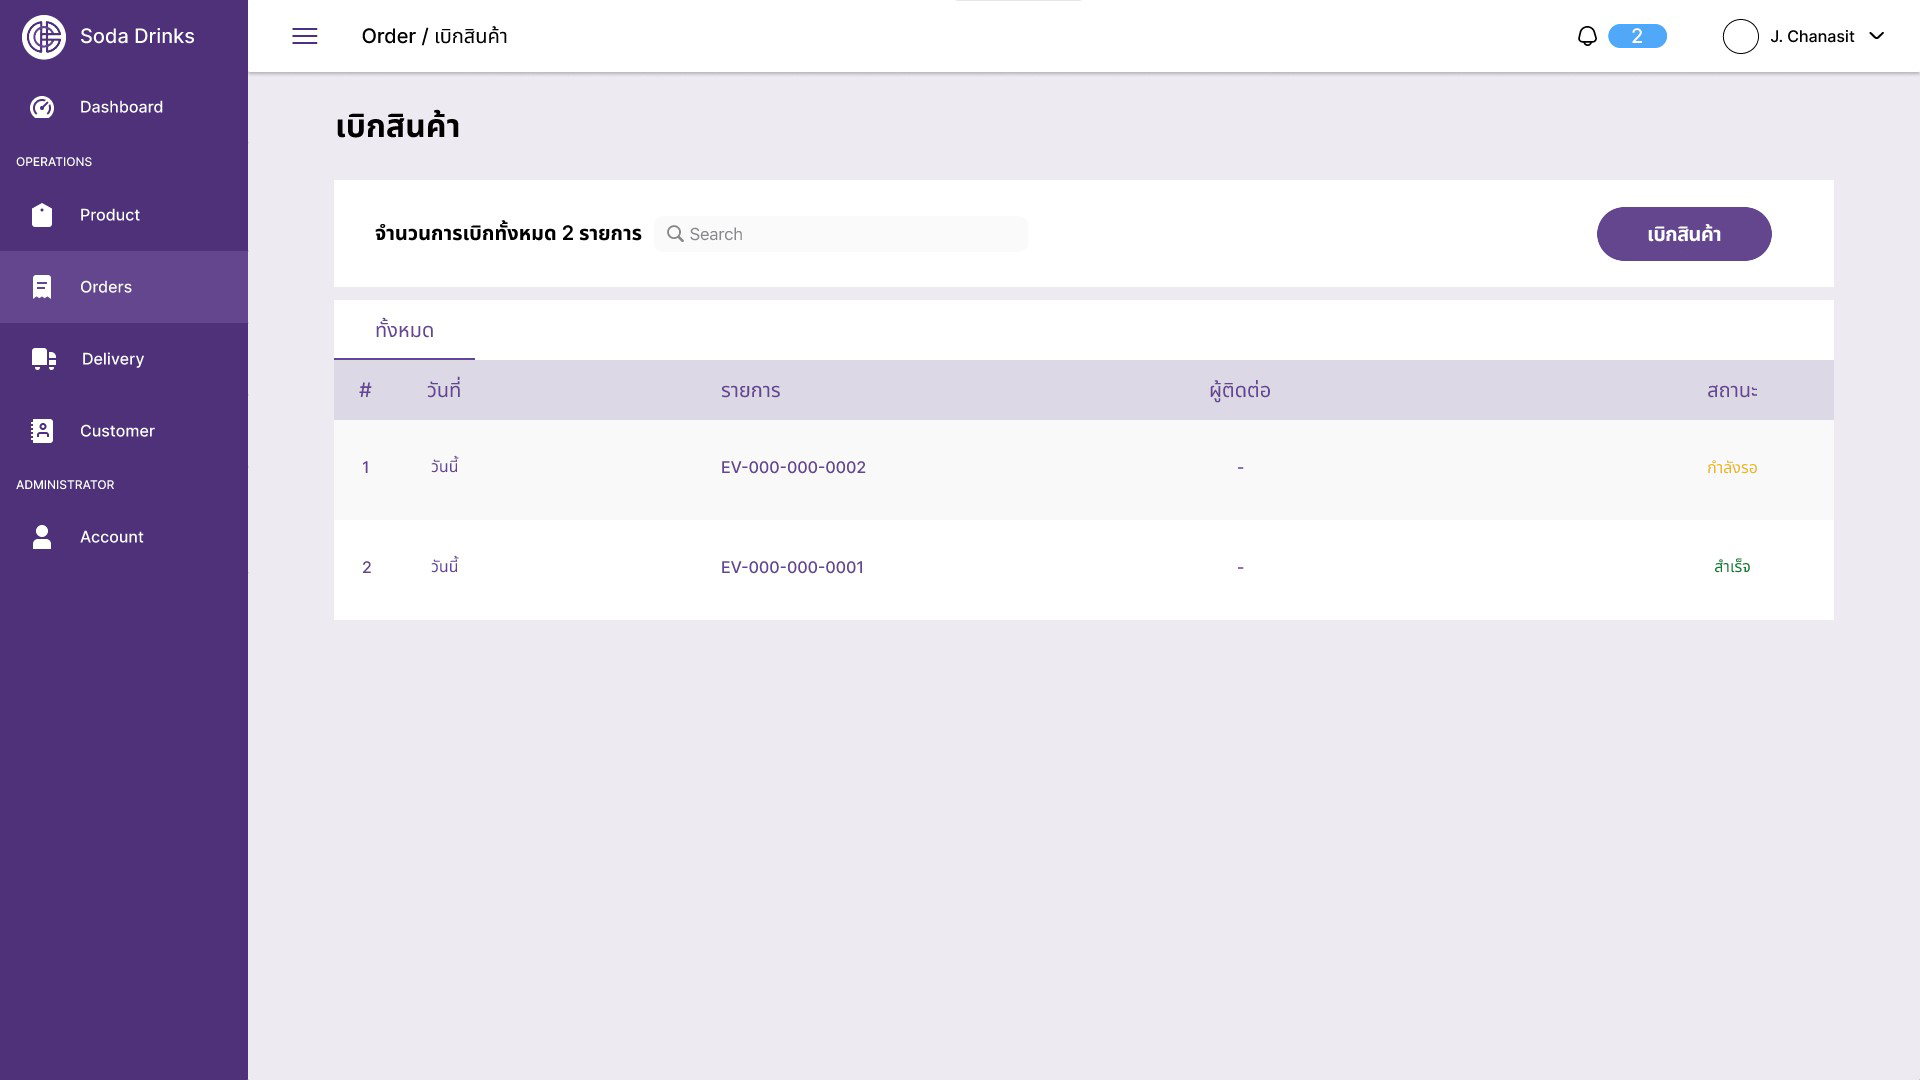 Soda Drinks
Order / เบิกสินค้า
2
J. Chanasit
Dashboard
OPERATIONS
Product
Orders
Delivery
Customer
ADMINISTRATOR
Account
เบิกสินค้า
จำนวนการเบิกทั้งหมด 2 รายการ
Search
เบิกสินค้า
ทั้งหมด
# วันที่ รายการ ผู้ติดต่อ สถานะ
1 วันนี้ EV-000-000-0002 - กำลังรอ
2 วันนี้ EV-000-000-0001 - สำเร็จ